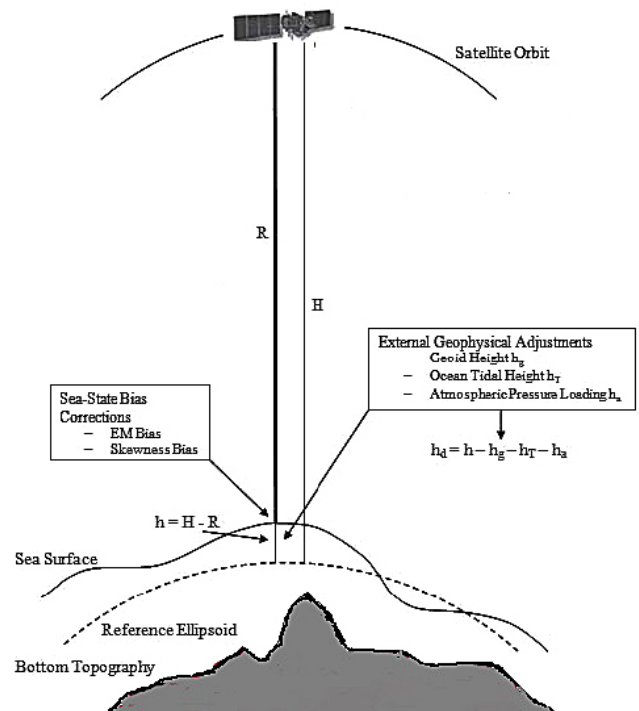 Satellite Orbit
R
H
External Geophysical Adjustments
Geoid Height hg
– Ocean Tidal Height hT
– Atmospheric Pressure Loading ha
hd = h – hg – hT – ha
Sea-State Bias
Corrections
– EM Bias
– Skewness Bias
h = H - R
Sea Surface
Reference Ellipsoid
Bottom Topography